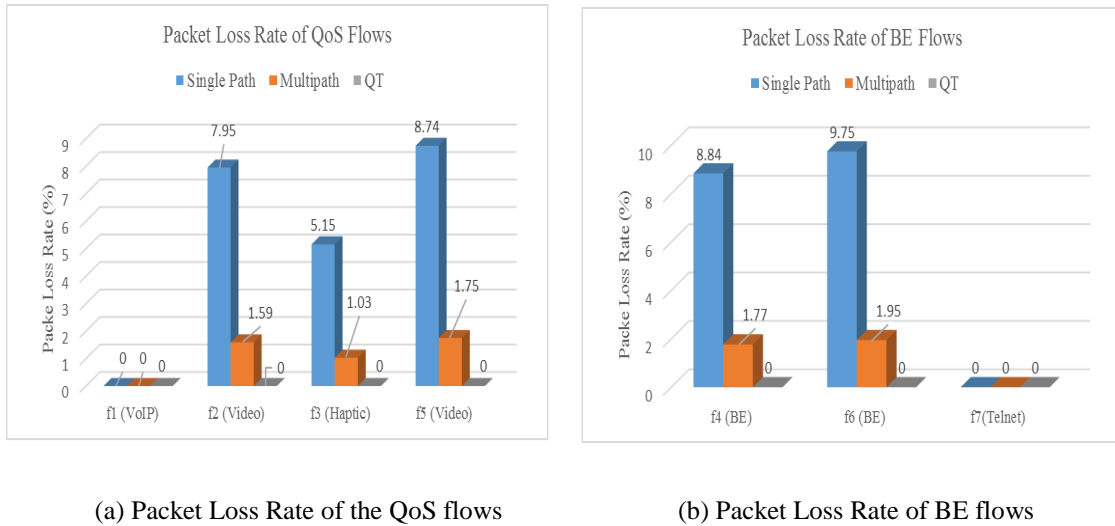 Packet Loss Rate of QoS Flows
Single Path Multipath QT
Packe Loss Rate (%)
9
8
7
6
5
4
3
2
1
0
0 0 0
7.95 1.59 0
5.15 1.03 0
8.74 1.75 0
f1 (VoIP) f2 (Video) f3 (Haptic) f5 (Video)
(a) Packet Loss Rate of the QoS flows
Packet Loss Rate of BE Flows
Single Path Multipath QT
Packe Loss Rate (%)
10
8
6
4
2
0
8.84 1.77 0
9.75 1.95 0
0 0 0
f4 (BE) f6 (BE) f7(Telnet)
(b) Packet Loss Rate of BE flows